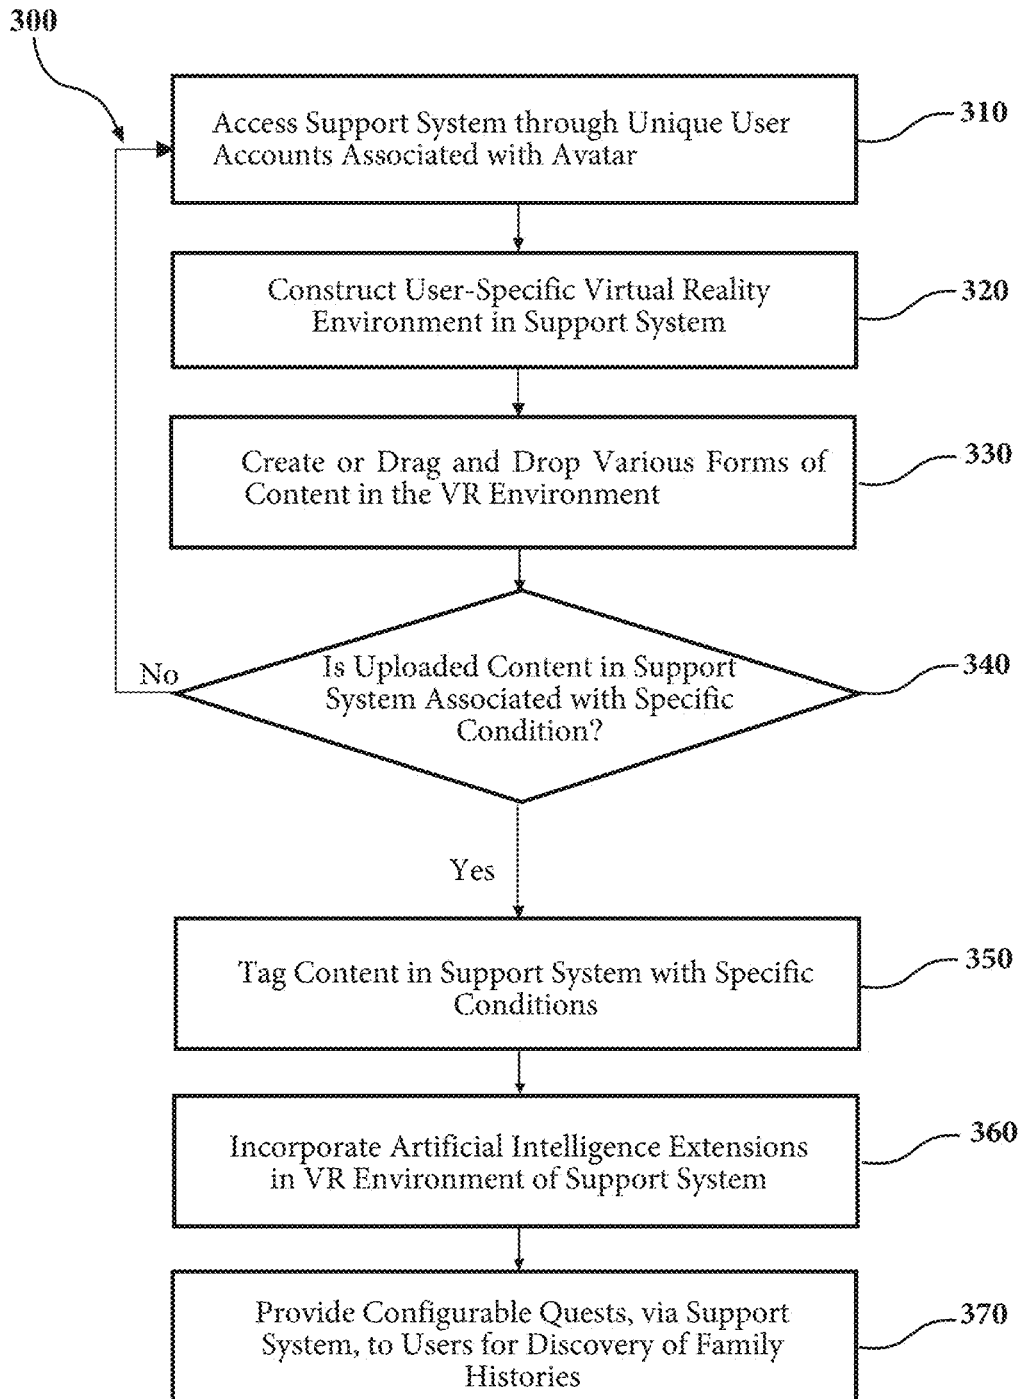 300
Access Support System through Unique User
Accounts Associated with Avatar
310
Construct User-Specific Virtual Reality
Environment in Support System
320
Create or Drag and Drop Various Forms of
Content in the VR Environment
330
Is Uploaded Content in Support
System Associated with Specific
Condition?
340
No
Yes
Tag Content in Support System with Specific
Conditions
350
Incorporate Artificial Intelligence Extensions
in VR Environment of Support System
360
Provide Configurable Quests, via Support
System, to Users for Discovery of Family
Histories
370